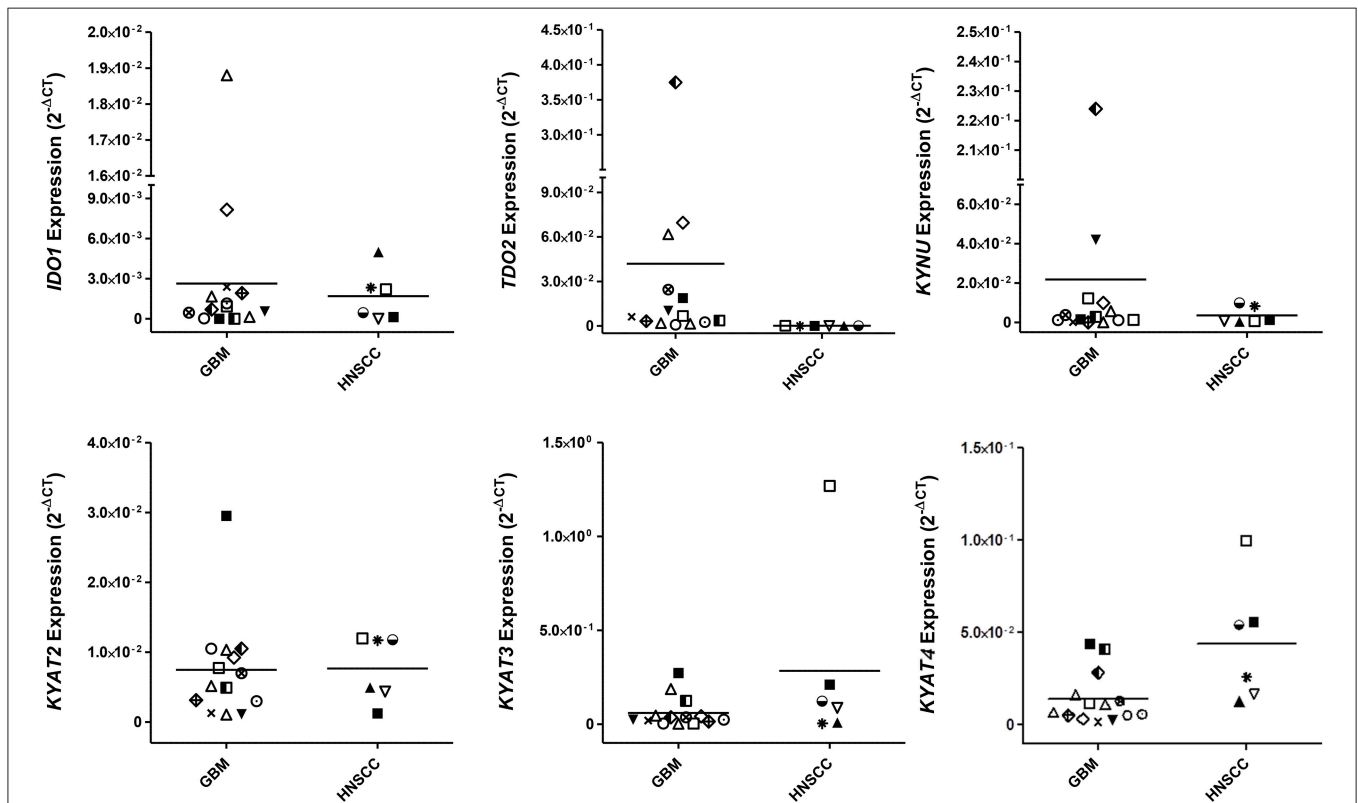 IDO1 Expression (2-ΔCT)
2.0×10-2
1.9×10-2
1.8×10-2
1.7×10-2
1.6×10-2
9.0×10-3
6.0×10-3
3.0×10-3
0
GBM
HNSCC
TDO2 Expression (2-ΔCT)
4.5×10-1
4.0×10-1
3.5×10-1
3.0×10-1
9.0×10-2
6.0×10-2
3.0×10-2
0
GBM
HNSCC
KYNU Expression (2-ΔCT)
2.5×10-1
2.4×10-1
2.3×10-1
2.2×10-1
2.1×10-1
6.0×10-2
4.0×10-2
2.0×10-2
0
GBM
HNSCC
KYAT2 Expression (2-ΔCT)
4.0×10-2
3.0×10-2
2.0×10-2
1.0×10-2
0
GBM
HNSCC
KYAT3 Expression (2-ΔCT)
1.5×100
1.0×100
5.0×10-1
0
GBM
HNSCC
KYAT4 Expression (2-ΔCT)
1.5×10-1
1.0×10-1
5.0×10-2
0
GBM
HNSCC